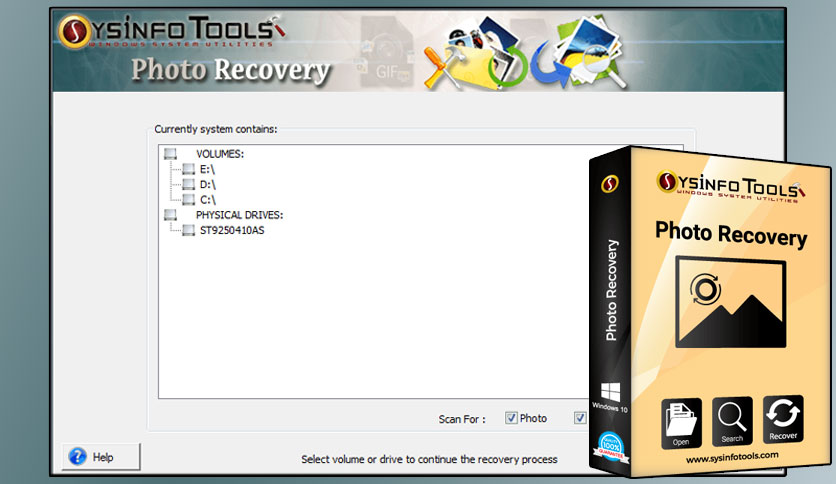 SYSINFO TOOLS
WINDOWS SYSTEM UTILITIES
Photo Recovery
GIF
Currently system contains:
VOLUMES:
E:\
D:\
C:\
PHYSICAL DRIVES:
ST9250410AS
Scan For :
Photo
Help
Select volume or drive to continue the recovery process
Photo Recovery
Windows 10
100%
GUARANTEE
SYSINFO TOOLS
WINDOWS SYSTEM UTILITIES
Photo Recovery
Open
Search
Recover
www.sysinfotools.com